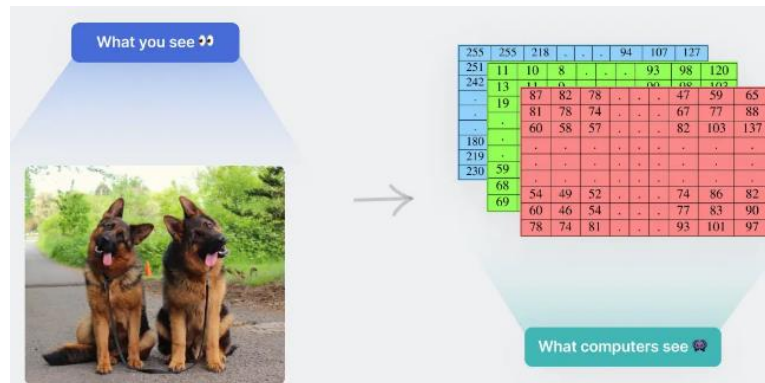 What you see 👀
255 255 218 . . . 94 107 127
251 11 10 8 . . . 93 98 120
242 13
87 82 78 . . . 47 59 65
19 81 78 74 . . . 67 77 88
. 60 58 57 . . . 82 103 137
. . . . . . . . . .
180 . . . . . . . . . .
219 . . . . . . . . .
230 59
54 49 52 . . . 74 86 82
68 60 46 54 . . . 77 83 90
69 78 74 81 . . . 93 101 97
What computers see